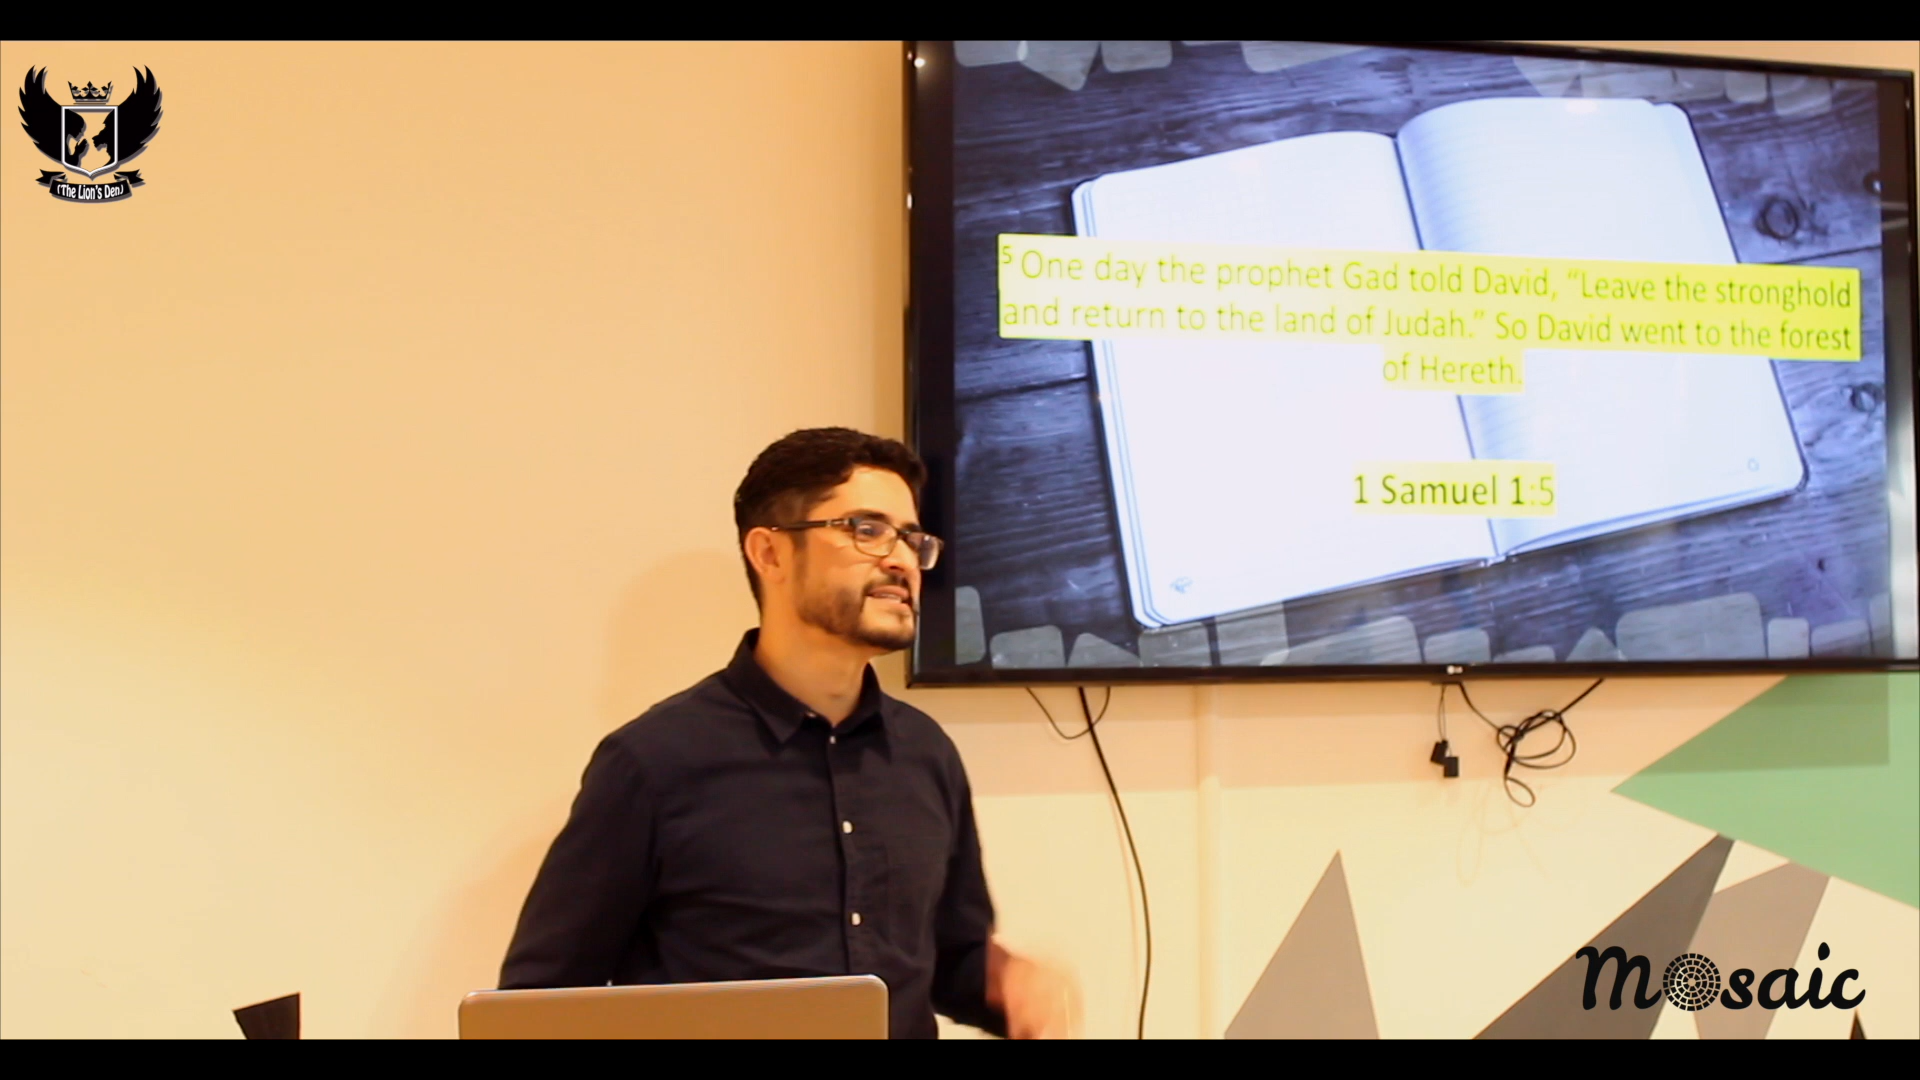 (The Lion's Den)
5 One day the prophet Gad told David, “Leave the stronghold
and return to the land of Judah.” So David went to the forest
of Hereth.
1 Samuel 1:5
LG
Mosaic